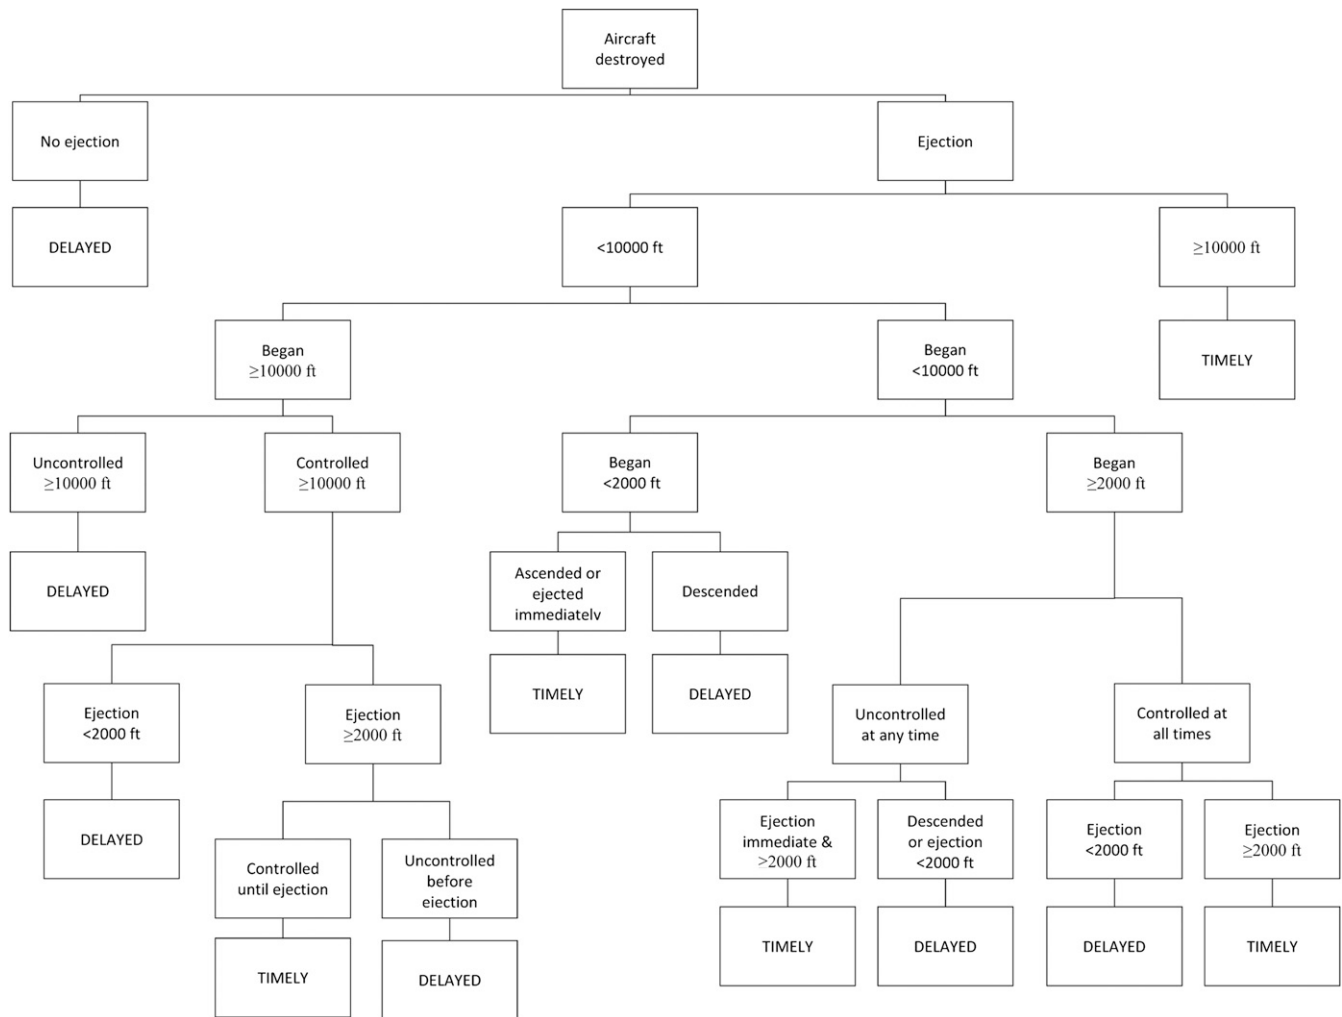 Aircraft
destroyed
No ejection
Ejection
DELAYED
<10000 ft
≥10000 ft
Began
≥10000 ft
Began
<10000 ft
TIMELY
Uncontrolled
≥10000 ft
Controlled
≥10000 ft
Began
<2000 ft
Began
≥2000 ft
DELAYED
Ascended or
ejected
immediately
Descended
TIMELY
DELAYED
Ejection
<2000 ft
Ejection
≥2000 ft
Uncontrolled
at any time
Controlled at
all times
DELAYED
Controlled
until ejection
Uncontrolled
before
ejection
Ejection
immediate &
>2000 ft
Descended
or ejection
<2000 ft
Ejection
<2000 ft
Ejection
≥2000 ft
TIMELY
DELAYED
TIMELY
DELAYED
DELAYED
TIMELY